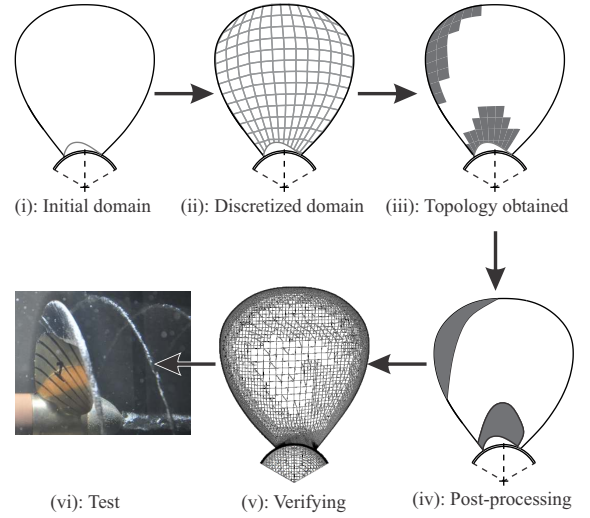 (i): Initial domain
(ii): Discretized domain
(iii): Topology obtained
(vi): Test
(v): Verifying
(iv): Post-processing